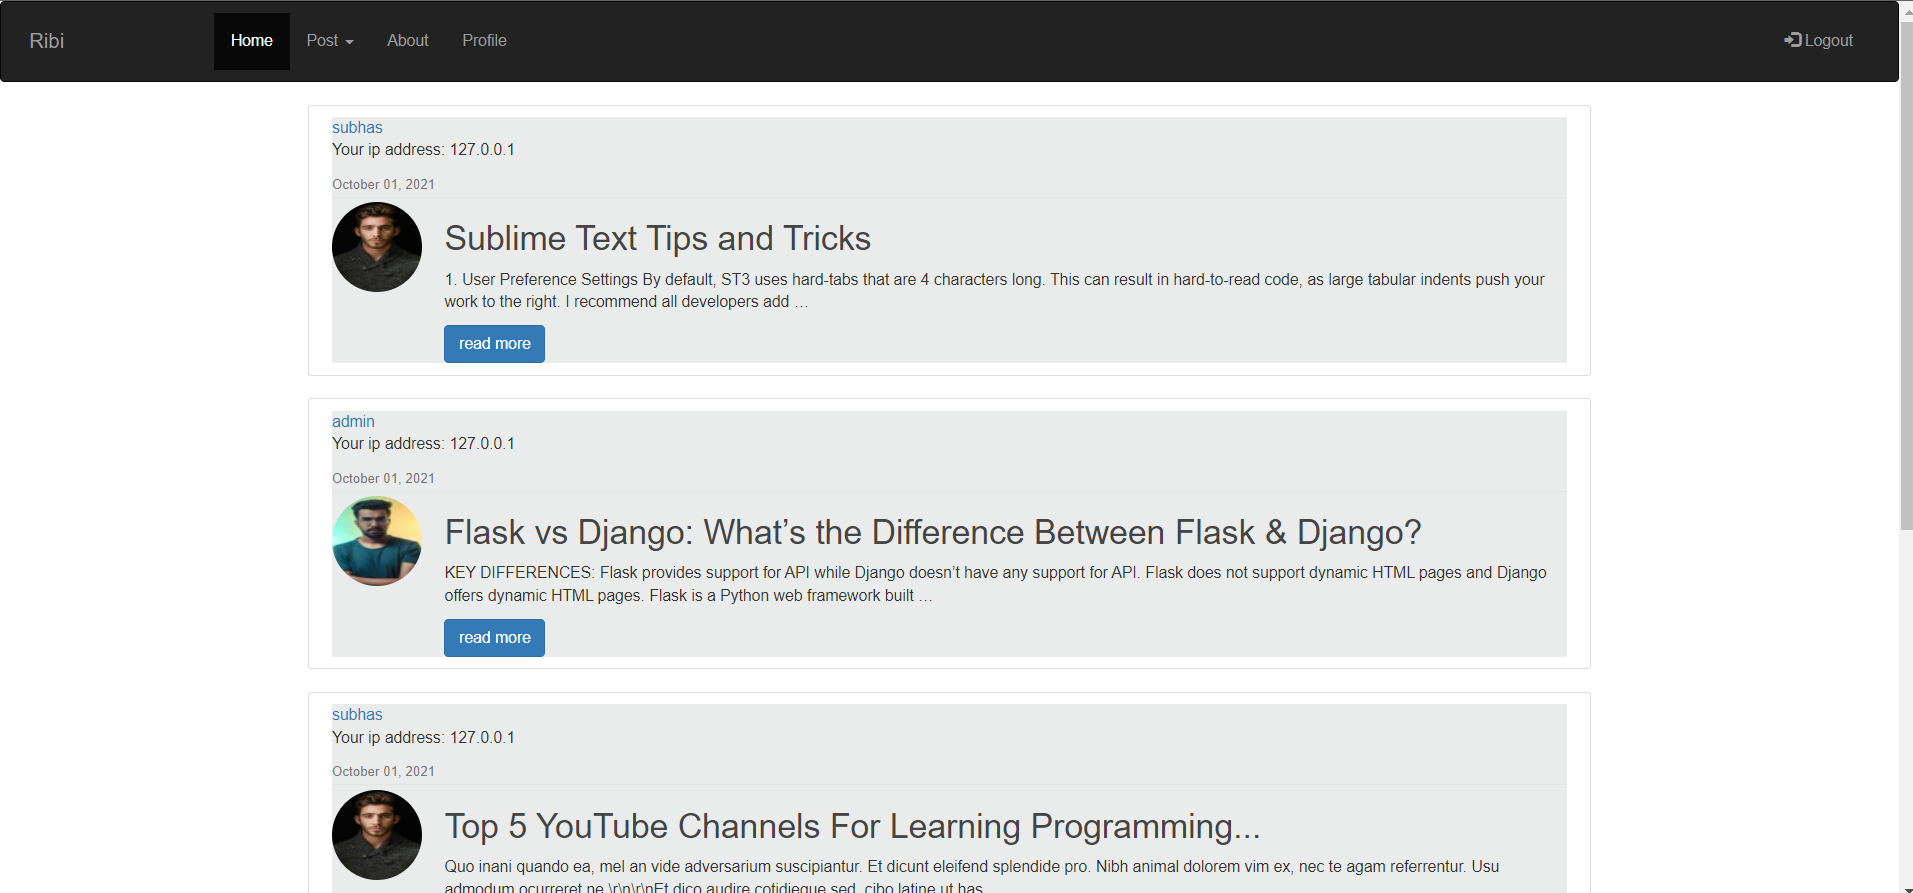 Ribi Home Post About Profile Logout
subhas
Your ip address: 127.0.0.1
October 01, 2021
Sublime Text Tips and Tricks
1. User Preference Settings By default, ST3 uses hard-tabs that are 4 characters long. This can result in hard-to-read code, as large tabular indents push your
work to the right. I recommend all developers add …
read more
admin
Your ip address: 127.0.0.1
October 01, 2021
Flask vs Django: What’s the Difference Between Flask & Django?
KEY DIFFERENCES: Flask provides support for API while Django doesn’t have any support for API. Flask does not support dynamic HTML pages and Django
offers dynamic HTML pages. Flask is a Python web framework built …
read more
subhas
Your ip address: 127.0.0.1
October 01, 2021
Top 5 YouTube Channels For Learning Programming...
Quo inani quando ea, mel an vide adversarium suscipiantur. Et dicunt eleifend splendide pro. Nibh animal dolorem vim ex, nec te agam referrentur. Usu
admodum ocurreret ne.\r\n\r\nEt dico audire cotidieque sed, cibo latine ut has